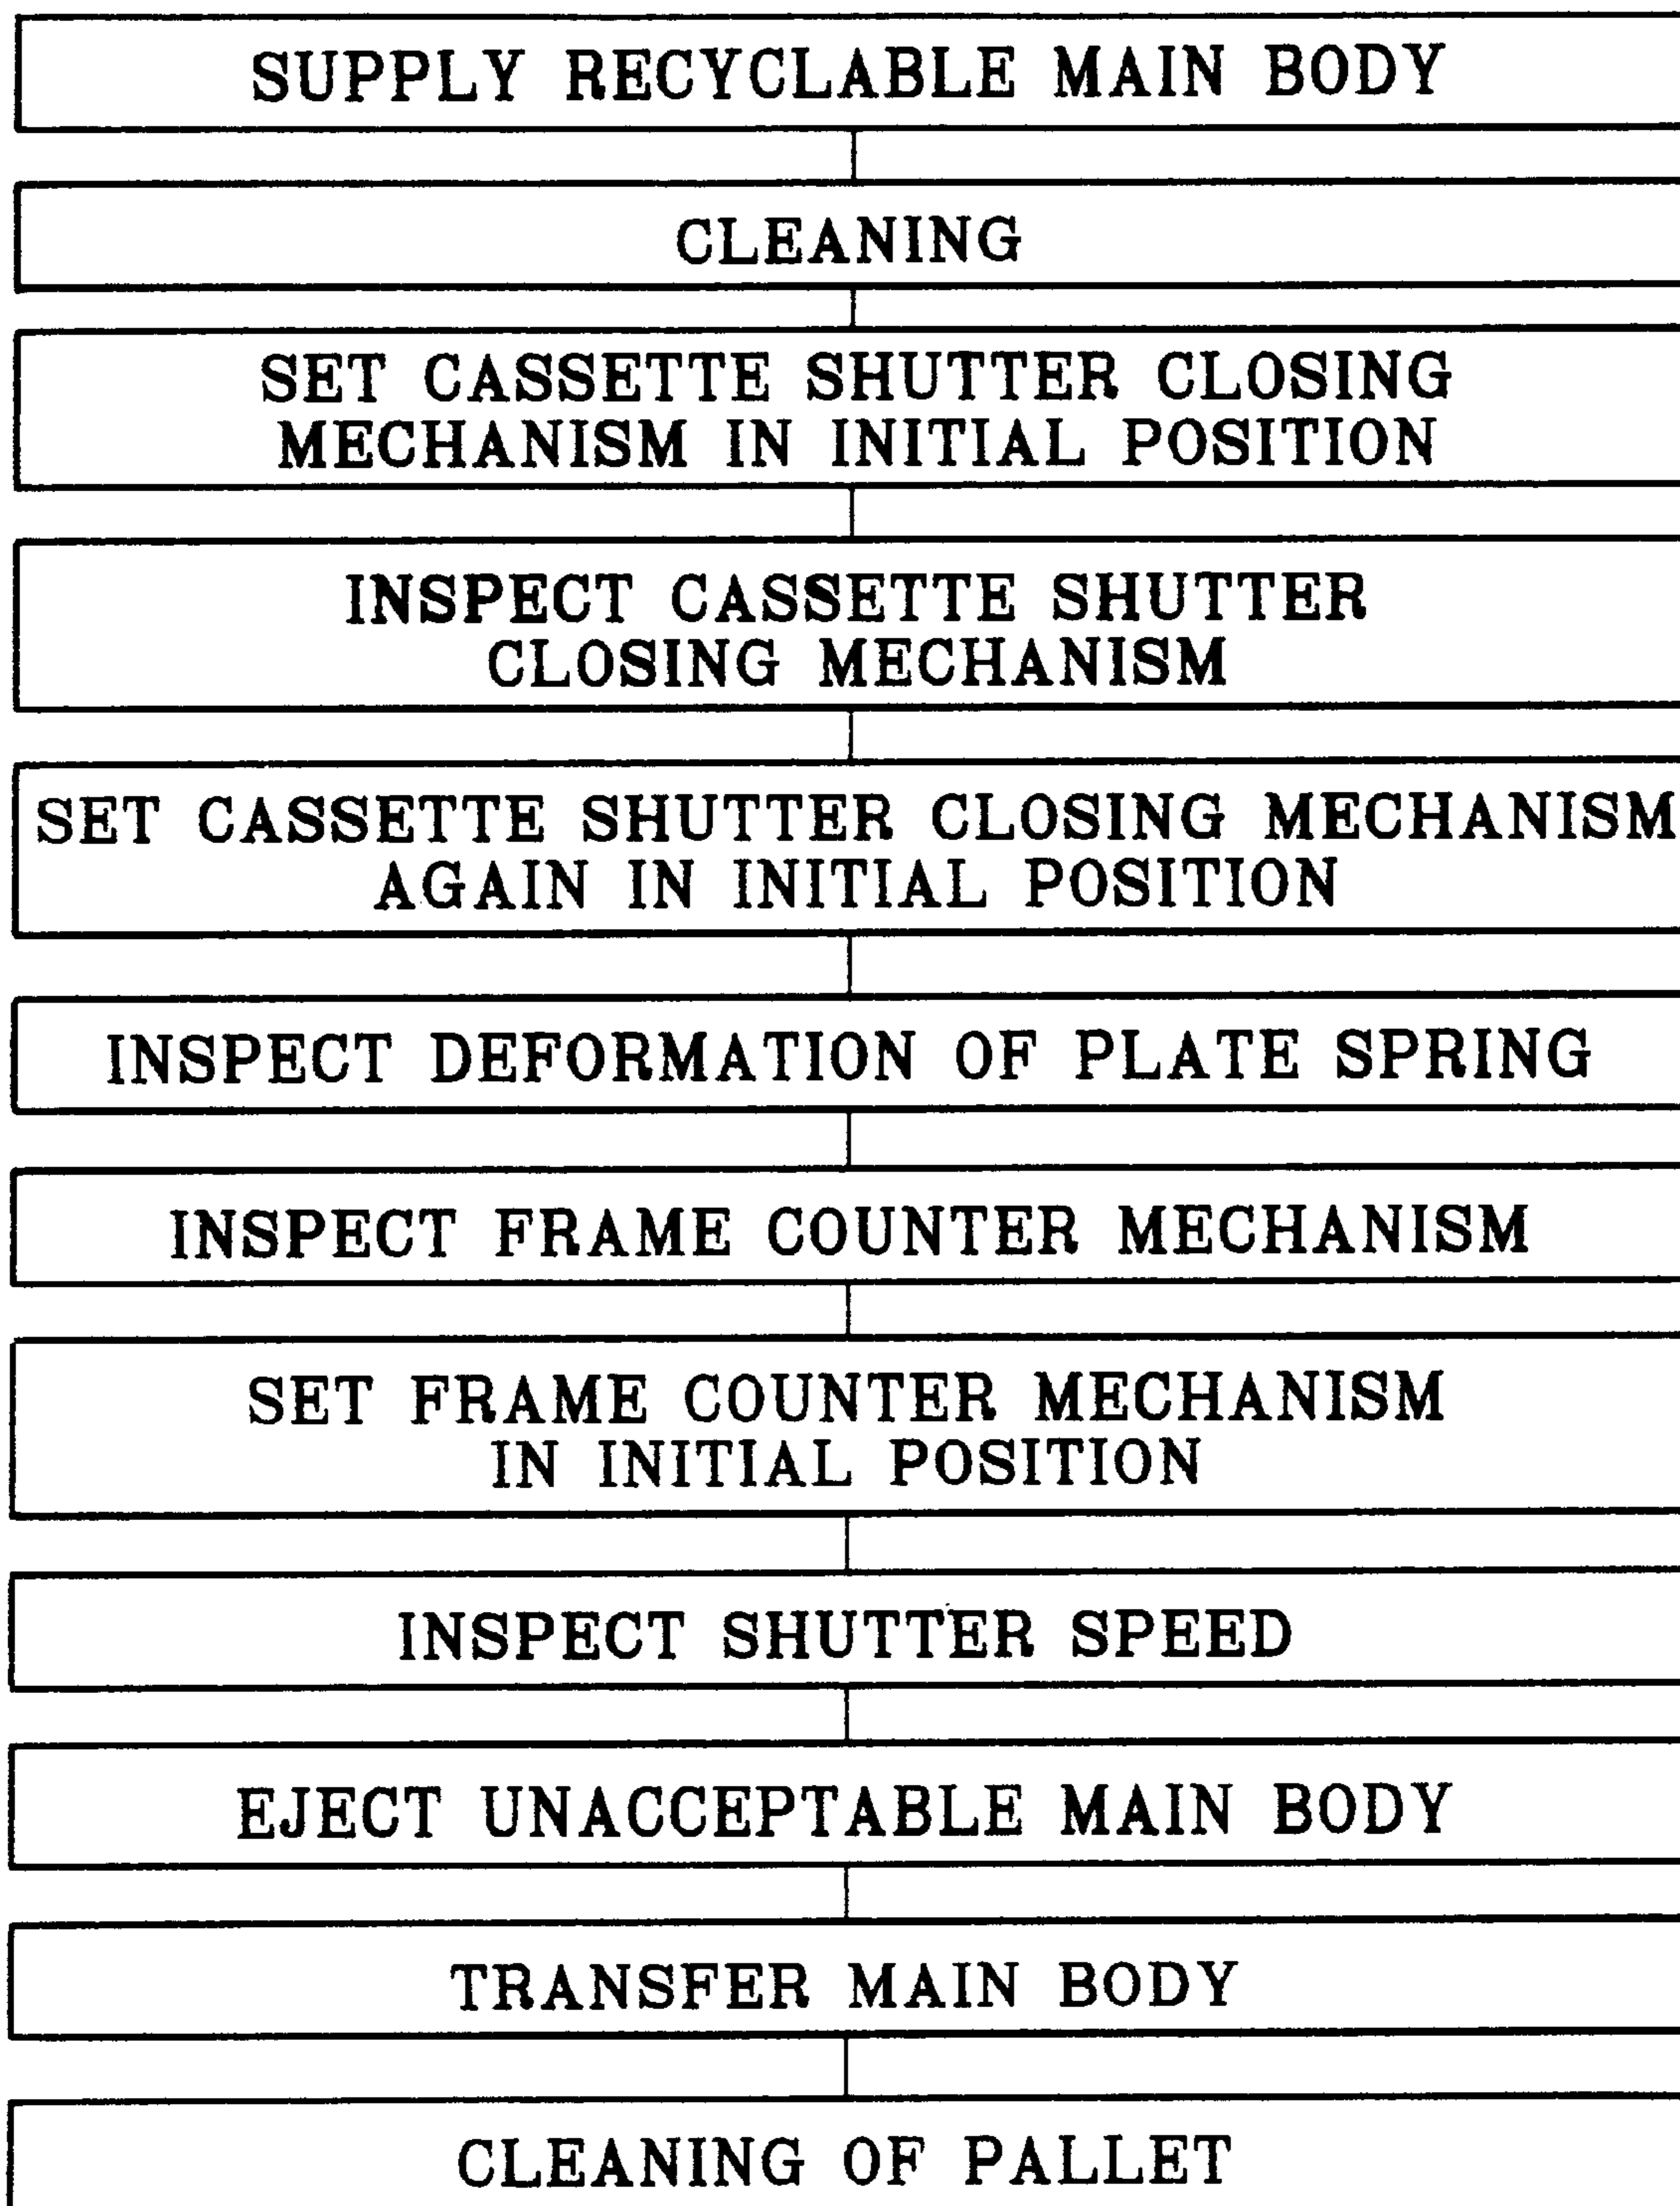 SUPPLY RECYCLABLE MAIN BODY
CLEANING
SET CASSETTE SHUTTER CLOSING
MECHANISM IN INITIAL POSITION
INSPECT CASSETTE SHUTTER
CLOSING MECHANISM
SET CASSETTE SHUTTER CLOSING MECHANISM
AGAIN IN INITIAL POSITION
INSPECT DEFORMATION OF PLATE SPRING
INSPECT FRAME COUNTER MECHANISM
SET FRAME COUNTER MECHANISM
IN INITIAL POSITION
INSPECT SHUTTER SPEED
EJECT UNACCEPTABLE MAIN BODY
TRANSFER MAIN BODY
CLEANING OF PALLET